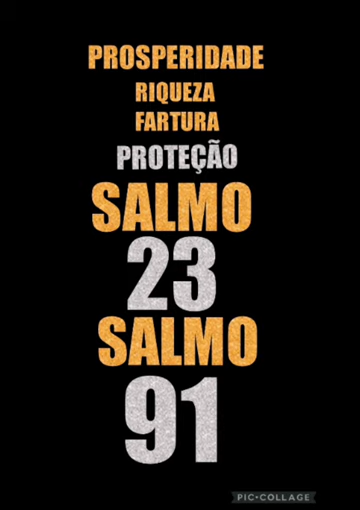 PROSPERIDADE
RIQUEZA
FARTURA
PROTEÇÃO
SALMO
23
SALMO
91
PIC•COLLAGE